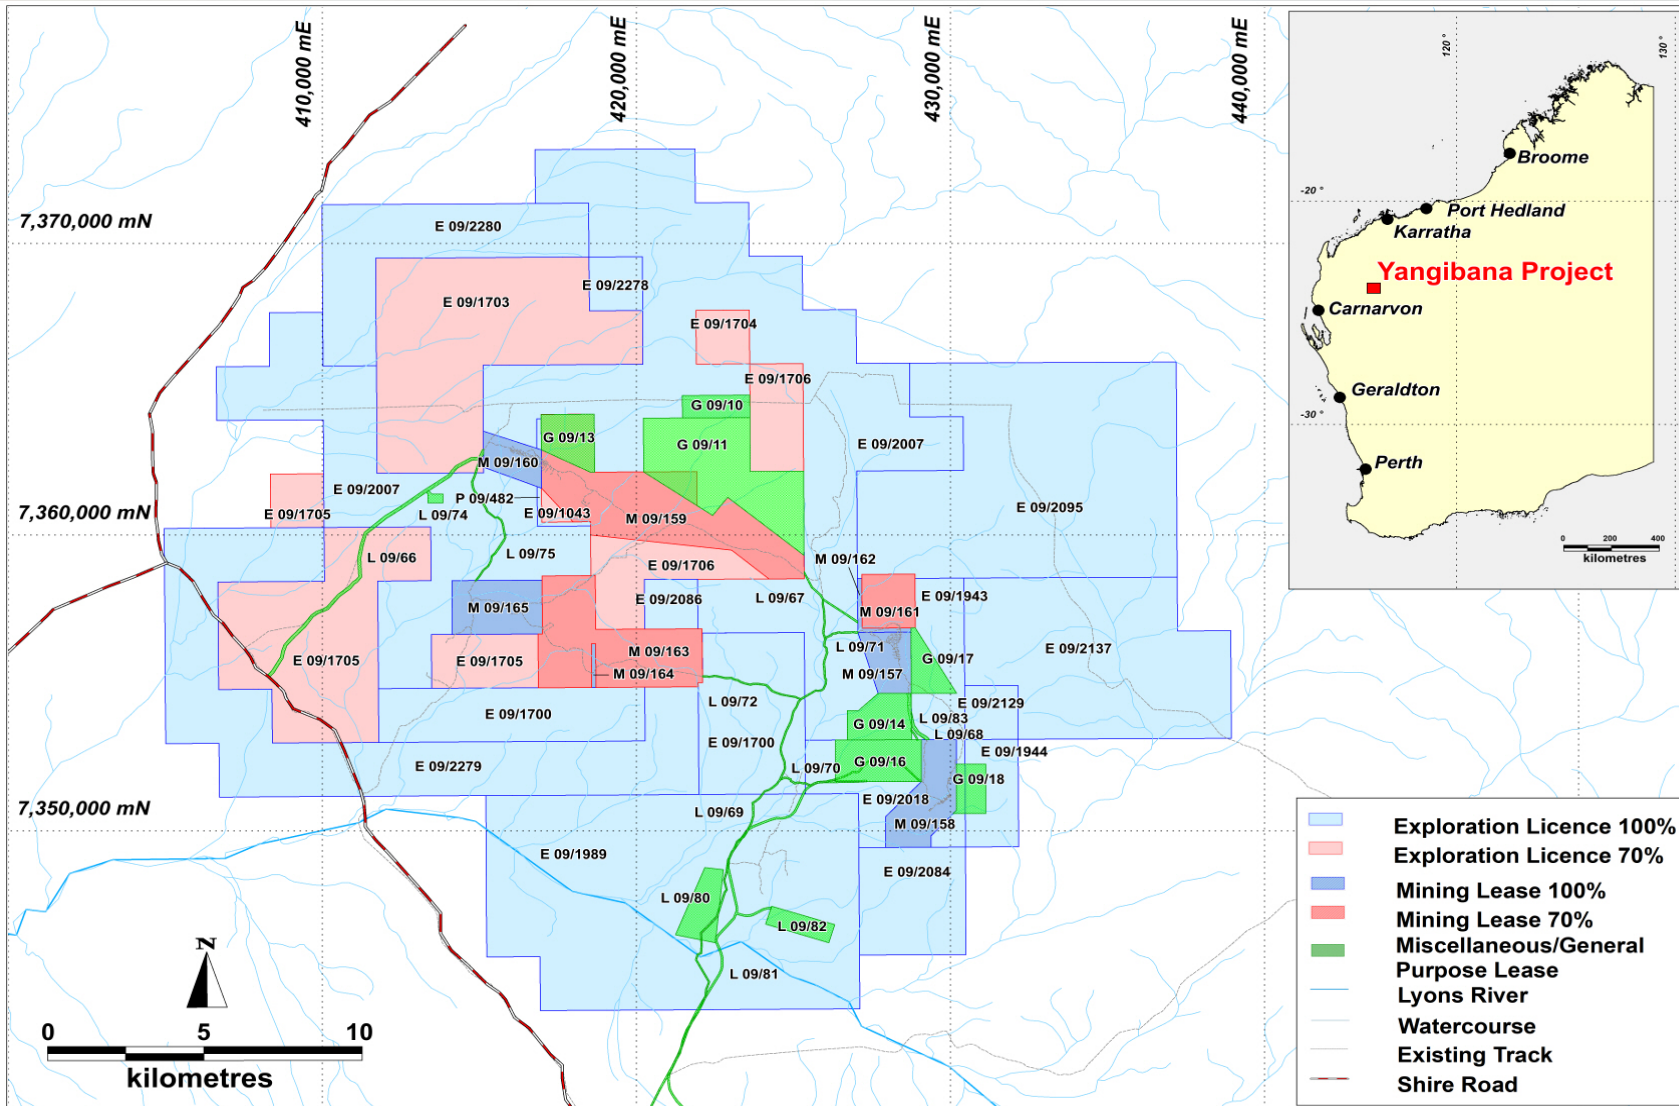 410,000 mE
420,000 mE
430,000 mE
440,000 mE
7,370,000 mN
7,360,000 mN
7,350,000 mN
E 09/2280
E 09/1703
E 09/2278
E 09/1704
E 09/1706
G 09/10
G 09/13
G 09/11
E 09/2007
M 09/160
E 09/2007
P 09/482
E 09/1705
L 09/74
E 09/1043
M 09/159
E 09/2095
L 09/66
L 09/75
E 09/1706
M 09/162
M 09/165
E 09/2086
L 09/67
E 09/1943
M 09/161
E 09/1705
E 09/1705
M 09/163
M 09/164
L 09/71
M 09/157
G 09/17
E 09/2137
E 09/1700
L 09/72
E 09/2129
G 09/14
L 09/83
L 09/68
E 09/1700
E 09/1944
E 09/2279
L 09/70
G 09/16
G 09/18
E 09/2018
L 09/69
M 09/158
E 09/1989
E 09/2084
L 09/80
L 09/82
L 09/81
N
0 5 10
kilometres
120 °
130 °
Broome
-20 °
Port Hedland
Karratha
Yangibana Project
Carnarvon
Geraldton
-30 °
Perth
0 200 400
kilometres
Exploration Licence 100%
Exploration Licence 70%
Mining Lease 100%
Mining Lease 70%
Miscellaneous/General
Purpose Lease
Lyons River
Watercourse
Existing Track
Shire Road